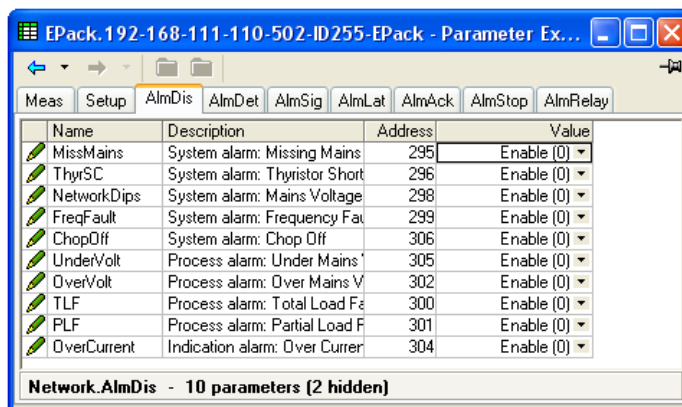 EPack.192-168-111-110-502-ID255-EPack - Parameter Ex...
Meas Setup AlmDis AlmDet AlmSig AlmLat AlmAck AlmStop AlmRelay
Name Description Address Value
MissMains System alarm: Missing Mains 295 Enable (0)
ThyrSC System alarm: Thyristor Short 296 Enable (0)
NetworkDips System alarm: Mains Voltage 298 Enable (0)
FreqFault System alarm: Frequency Fau 299 Enable (0)
ChopOff System alarm: Chop Off 306 Enable (0)
UnderVolt Process alarm: Under Mains 305 Enable (0)
OverVolt Process alarm: Over Mains V 302 Enable (0)
TLF Process alarm: Total Load Fa 300 Enable (0)
PLF Process alarm: Partial Load F 301 Enable (0)
OverCurrent Indication alarm: Over Curren 304 Enable (0)
Network.AlmDis - 10 parameters (2 hidden)